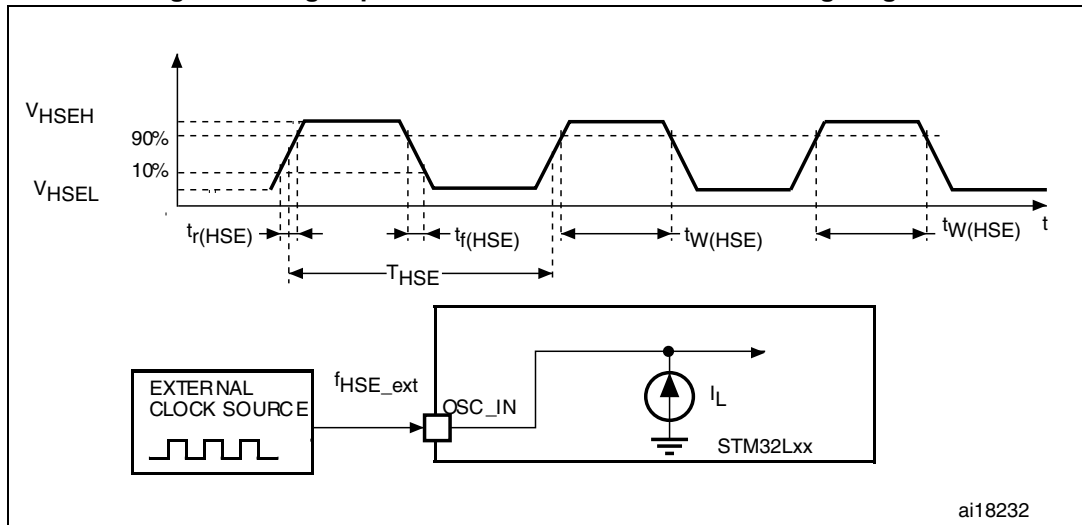 VHSEH
90%
10%
VHSEL
tr(HSE)
tf(HSE)
tW(HSE)
tW(HSE)
t
THSE
EXTERNAL
CLOCK SOURCE
fHSE_ext
OSC_IN
IL
STM32Lxx
ai18232